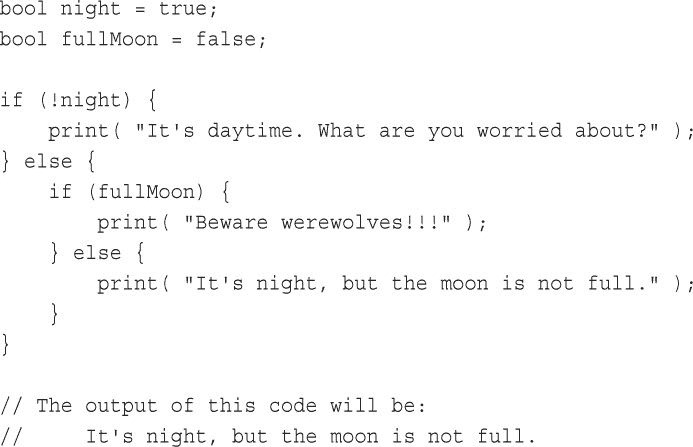 bool night = true;
bool fullMoon = false;

if (!night) {
    print( "It's daytime. What are you worried about?" );
} else {
    if (fullMoon) {
        print( "Beware werewolves!!!" );
    } else {
        print( "It's night, but the moon is not full." );
    }
}

// The output of this code will be:
//     It's night, but the moon is not full.